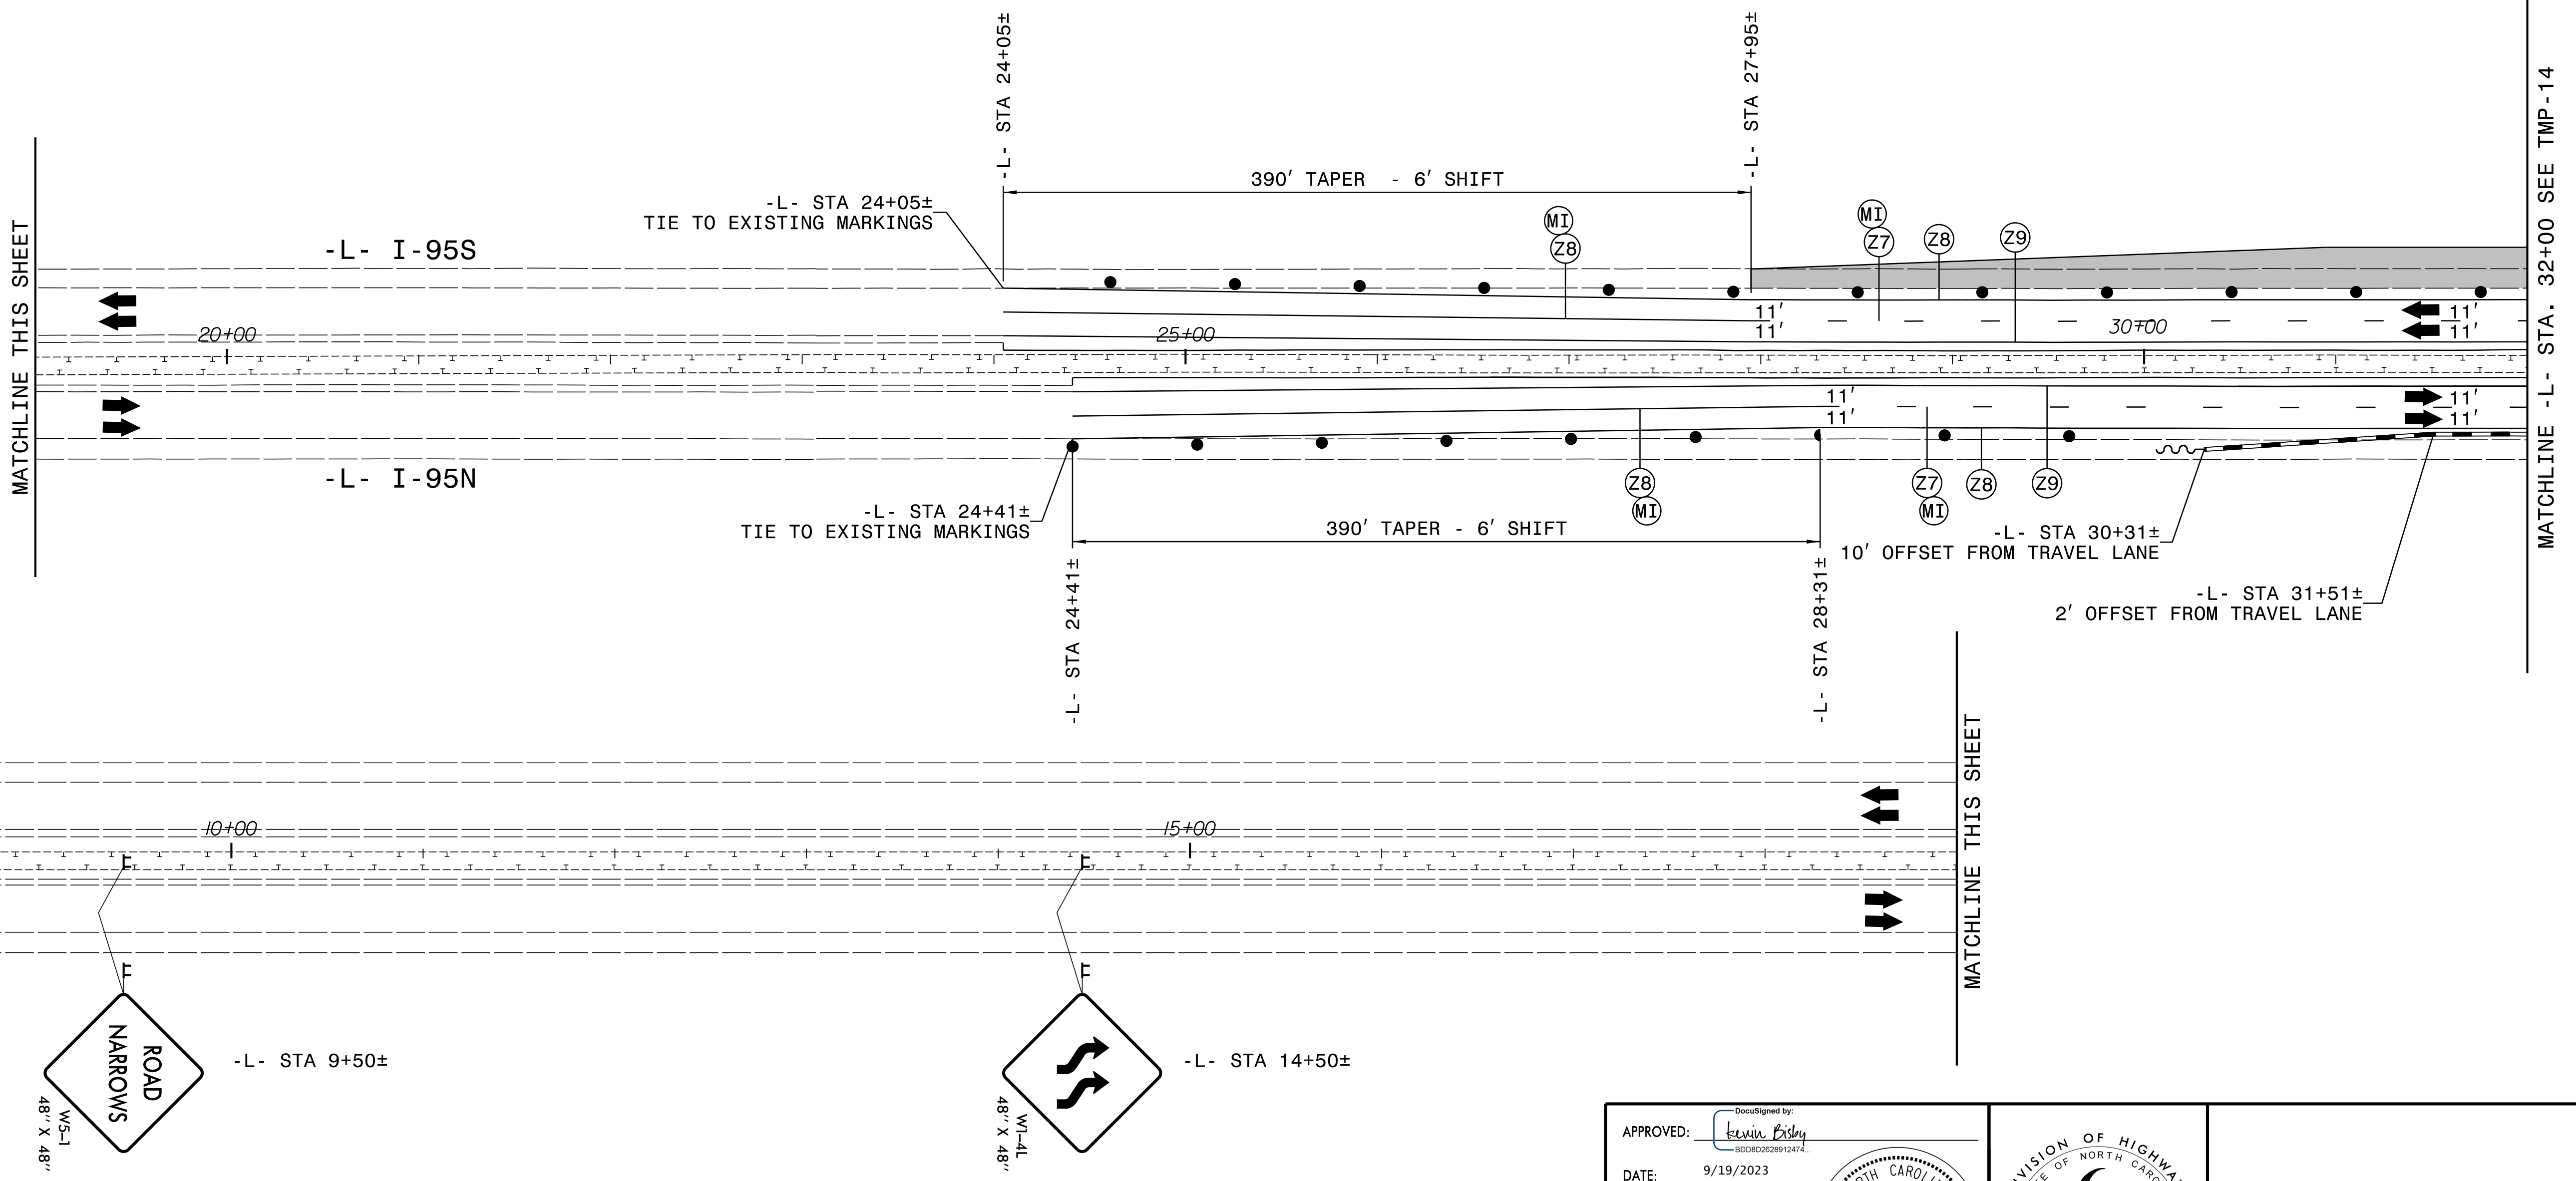 -L- STA 24+05±
-L- STA 27+95±
390' TAPER - 6' SHIFT
-L- STA 24+05±
TIE TO EXISTING MARKINGS
MI
Z8
MI
Z7
Z8
Z9
-L- I-95S
MATCHLINE THIS SHEET
MATCHLINE -L- STA. 32+00 SEE TMP-14
20+00
25+00
30+00
11'
11'
11'
11'
11'
11'
11'
11'
-L- I-95N
Z8
MI
Z7
MI
Z8
Z9
-L- STA 24+41±
TIE TO EXISTING MARKINGS
390' TAPER - 6' SHIFT
-L- STA 30+31±
10' OFFSET FROM TRAVEL LANE
-L- STA 31+51±
2' OFFSET FROM TRAVEL LANE
-L- STA 24+41±
-L- STA 28+31±
MATCHLINE THIS SHEET
10+00
15+00
ROAD
NARROWS
W5-1
48" X 48"
-L- STA 9+50±
W1-4L
48" X 48"
-L- STA 14+50±
APPROVED:
DocuSigned by:
Kevin Bisby
BDD8D2628912474...
DATE:
9/19/2023